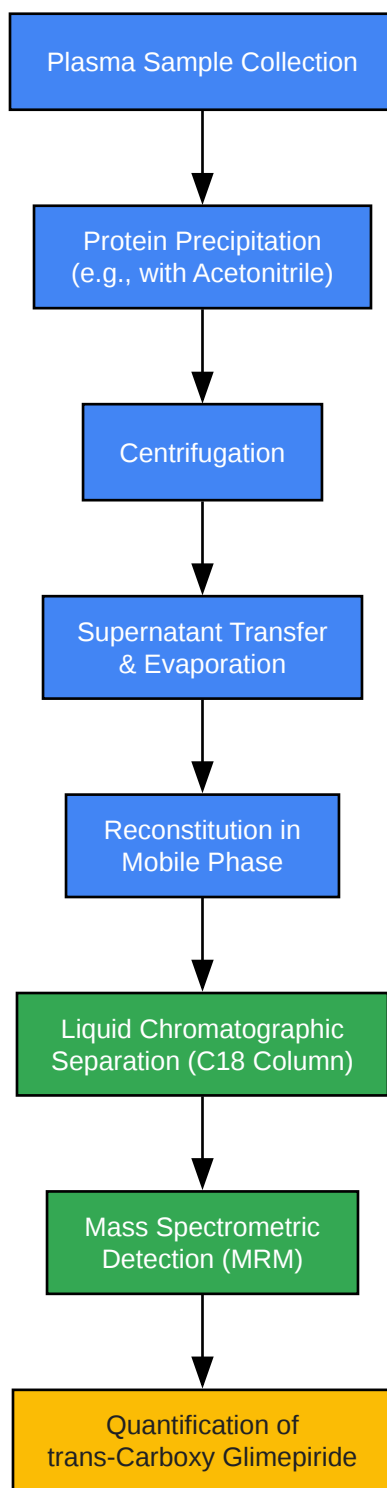 Plasma Sample Collection
Protein Precipitation
(e.g., with Acetonitrile)
Centrifugation
Supernatant Transfer
& Evaporation
Reconstitution in
Mobile Phase
Liquid Chromatographic
Separation (C18 Column)
Mass Spectrometric
Detection (MRM)
Quantification of
trans-Carboxy Glimepiride